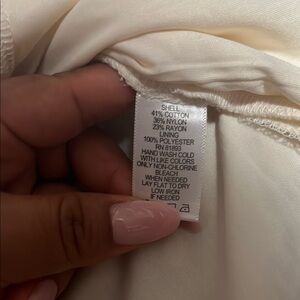 SHELL
41% COTTON
36% NYLON
23% RAYON
LINING
100% POLYESTER
RN 81893
HAND WASH COLD
WITH LIKE COLORS
ONLY NON-CHLORINE
BLEACH
WHEN NEEDED
LAY FLAT TO DRY
LOW IRON
IF NEEDED